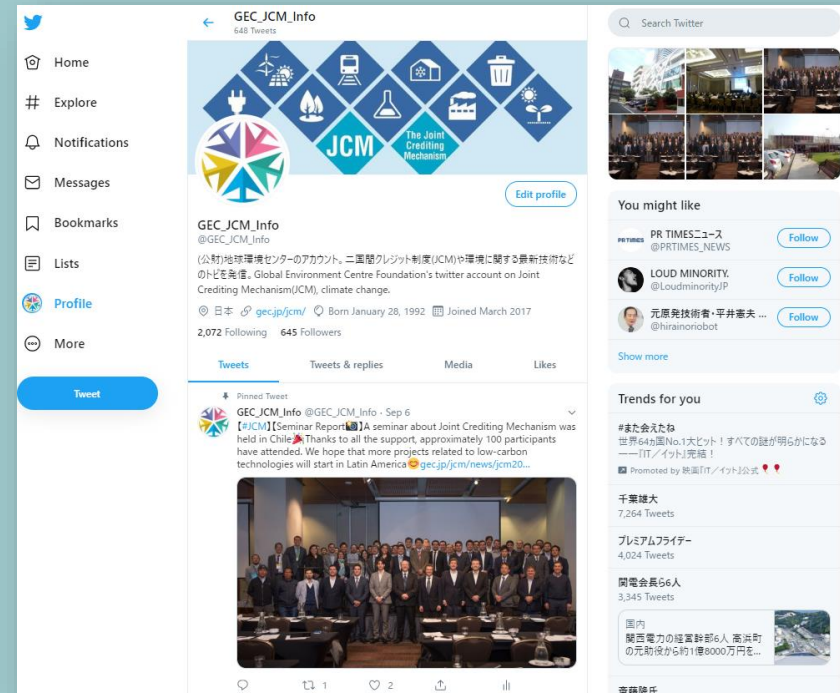 GEC_JCM_Info
648 Tweets
Search Twitter
Home
Explore
Notifications
Messages
Bookmarks
Lists
Profile
More
Tweet
JCM
The Joint
Crediting
Mechanism
Edit profile
GEC_JCM_Info
@GEC_JCM_Info
(公財)地球環境センターのアカウント。二国間クレジット制度(JCM)や環境に関する最新技術など
のトピを発信。Global Environment Centre Foundation's twitter account on Joint
Crediting Mechanism(JCM), climate change.
日本 gec.jp/jcm/ Born January 28, 1992 Joined March 2017
2,072 Following 645 Followers
Tweets Tweets & replies Media Likes
Pinned Tweet
GEC_JCM_Info @GEC_JCM_Info · Sep 6
【#JCM】【Seminar Report📸】A seminar about Joint Crediting Mechanism was
held in Chile🎉Thanks to all the support, approximately 100 participants
have attended. We hope that more projects related to low-carbon
technologies will start in Latin America😊gec.jp/jcm/news/jcm20...
1 2
You might like
PR TIMES
PR TIMESニュース
@PRTIMES_NEWS
Follow
LOUD MINORITY.
@LoudminorityJP
Follow
元原発技術者・平井憲夫 ...
@hirainoriobot
Follow
Show more
Trends for you
#また会えたね
世界64ヵ国No.1大ヒット！すべての謎が明らかになる
――『IT／イット』完結！
Promoted by 映画『IT／イット』公式🎈🎈
千葉雄大
7,264 Tweets
プレミアムフライデー
4,024 Tweets
関電会長ら6人
3,345 Tweets
国内
関西電力の経営幹部6人 高浜町
の元助役から約1億8000万円を...
斎藤隆氏